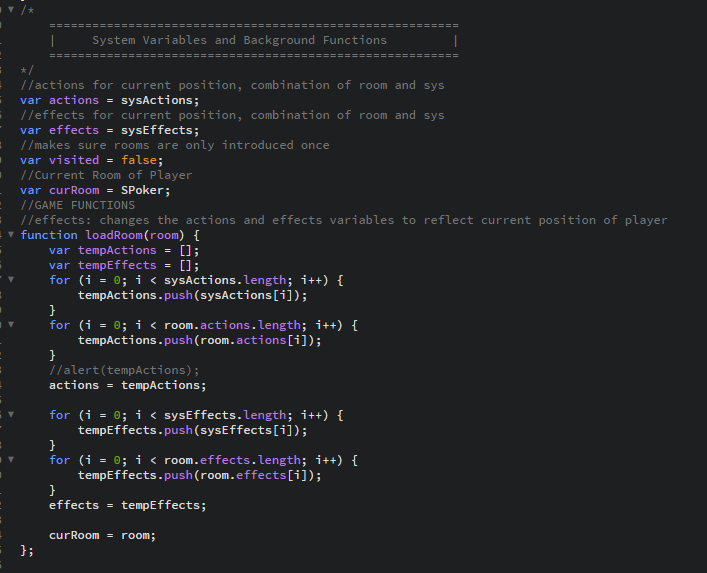 /*
    =========================================================
    |     System Variables and Background Functions         |
    =========================================================
*/
//actions for current position, combination of room and sys
var actions = sysActions;
//effects for current position, combination of room and sys
var effects = sysEffects;
//makes sure rooms are only introduced once
var visited = false;
//Current Room of Player
var curRoom = SPoker;
//GAME FUNCTIONS
//effects: changes the actions and effects variables to reflect current position of player
function loadRoom(room) {
    var tempActions = [];
    var tempEffects = [];
    for (i = 0; i < sysActions.length; i++) {
        tempActions.push(sysActions[i]);
    }
    for (i = 0; i < room.actions.length; i++) {
        tempActions.push(room.actions[i]);
    }
    //alert(tempActions);
    actions = tempActions;

    for (i = 0; i < sysEffects.length; i++) {
        tempEffects.push(sysEffects[i]);
    }
    for (i = 0; i < room.effects.length; i++) {
        tempEffects.push(room.effects[i]);
    }
    effects = tempEffects;

    curRoom = room;
};